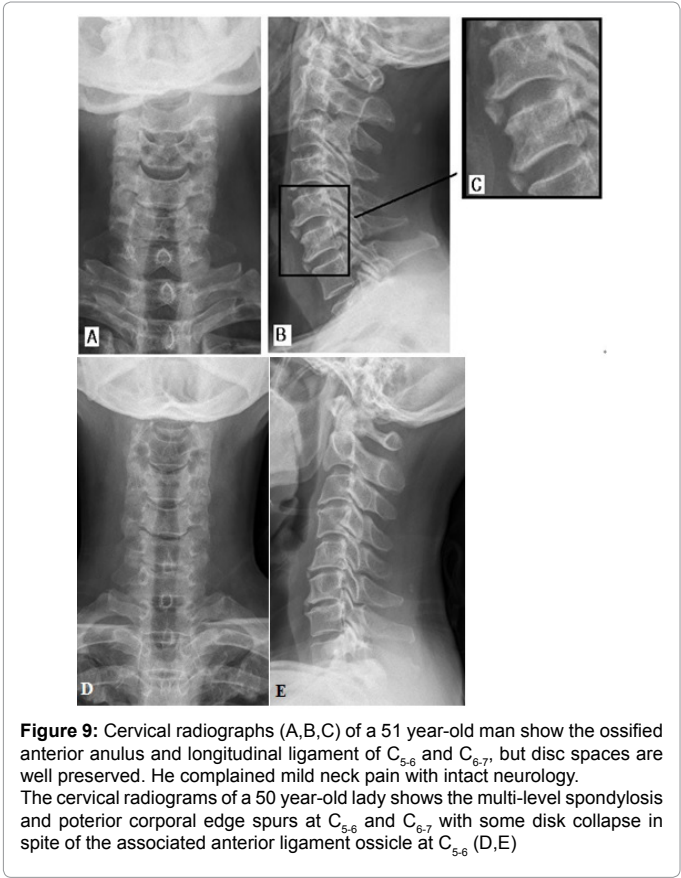 A
B
C
D
E
Figure 9: Cervical radiographs (A,B,C) of a 51 year-old man show the ossified
anterior anulus and longitudinal ligament of C5-6 and C6-7, but disc spaces are
well preserved. He complained mild neck pain with intact neurology.
The cervical radiograms of a 50 year-old lady shows the multi-level spondylosis
and poterior corporal edge spurs at C5-6 and C6-7 with some disk collapse in
spite of the associated anterior ligament ossicle at C5-6 (D,E)